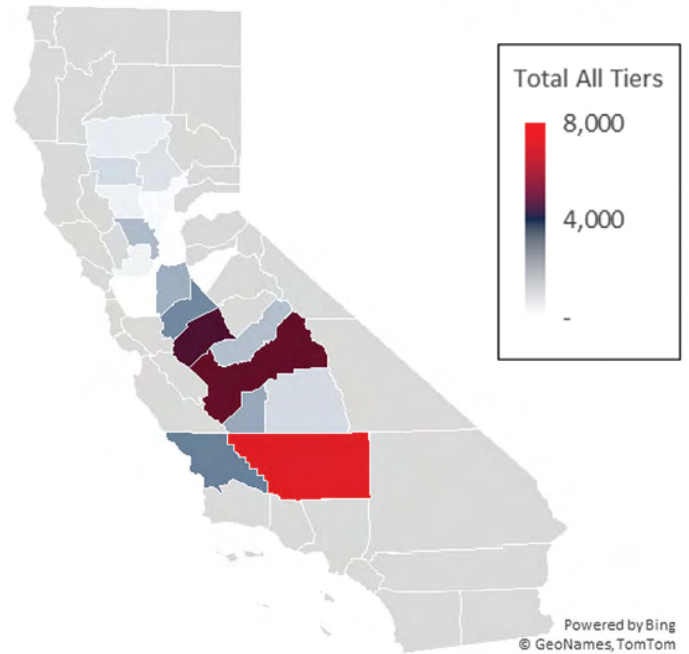 Total All Tiers
8,000
4,000
-
Powered by Bing
© GeoNames, TomTom